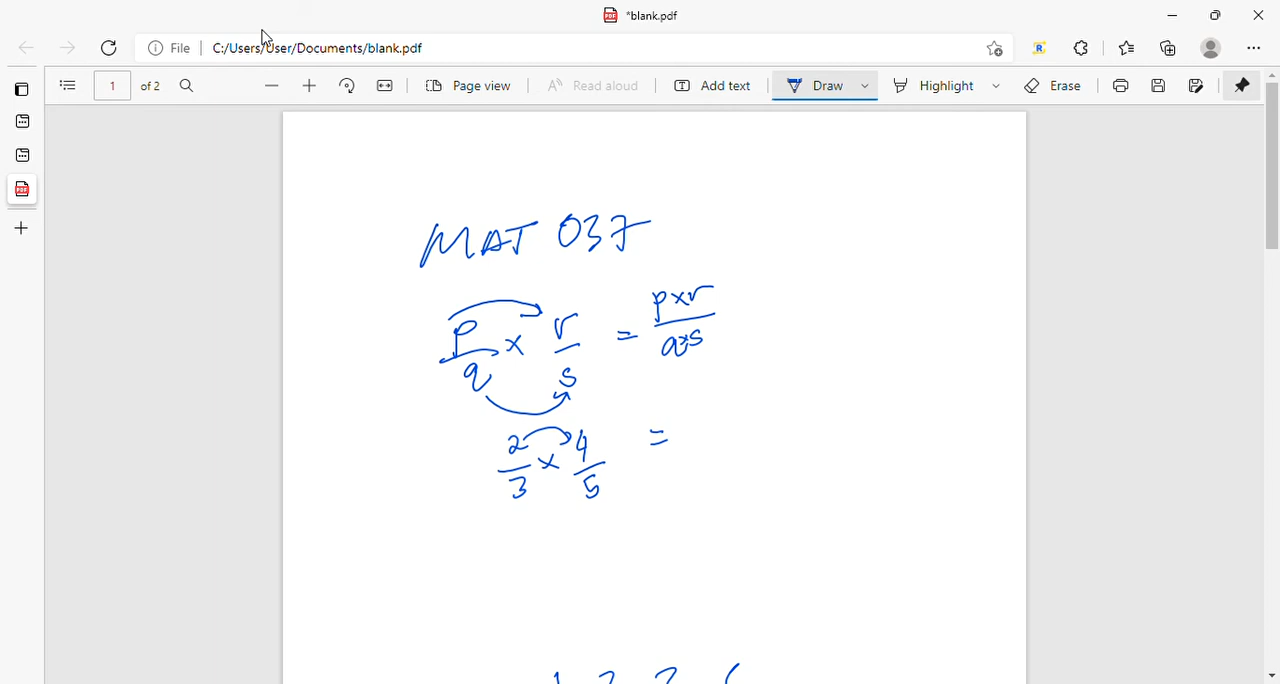 *blank.pdf
File | C:/Users/User/Documents/blank.pdf
1 of 2 Page view Read aloud Add text Draw Highlight Erase
MAT 037
p/q × r/s = p×r/q×s
2/3 × 4/5 =